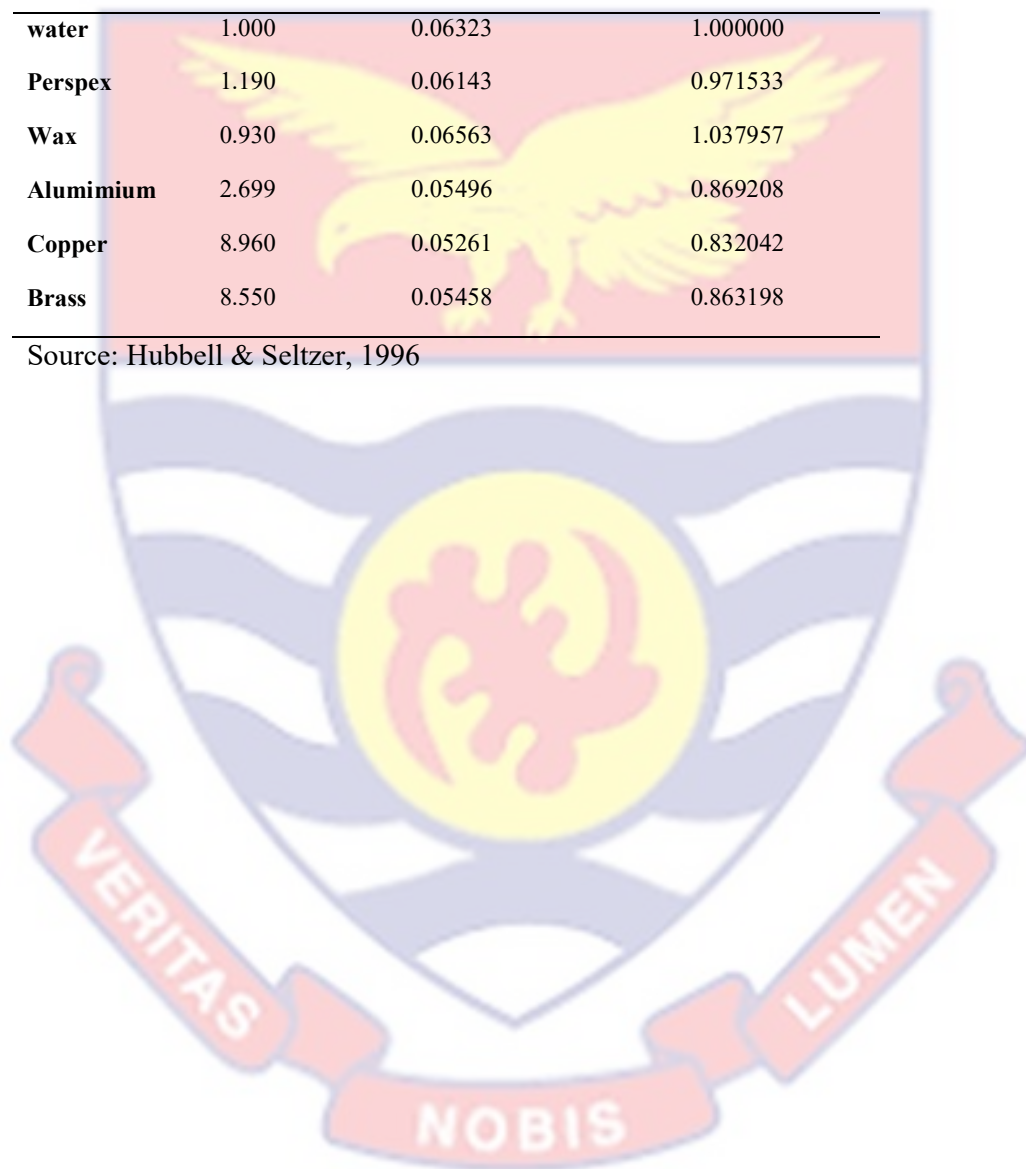 water 1.000 0.06323 1.000000
Perspex 1.190 0.06143 0.971533
Wax 0.930 0.06563 1.037957
Alumimium 2.699 0.05496 0.869208
Copper 8.960 0.05261 0.832042
Brass 8.550 0.05458 0.863198
Source: Hubbell & Seltzer, 1996
VERITAS
NOBIS
LUMEN